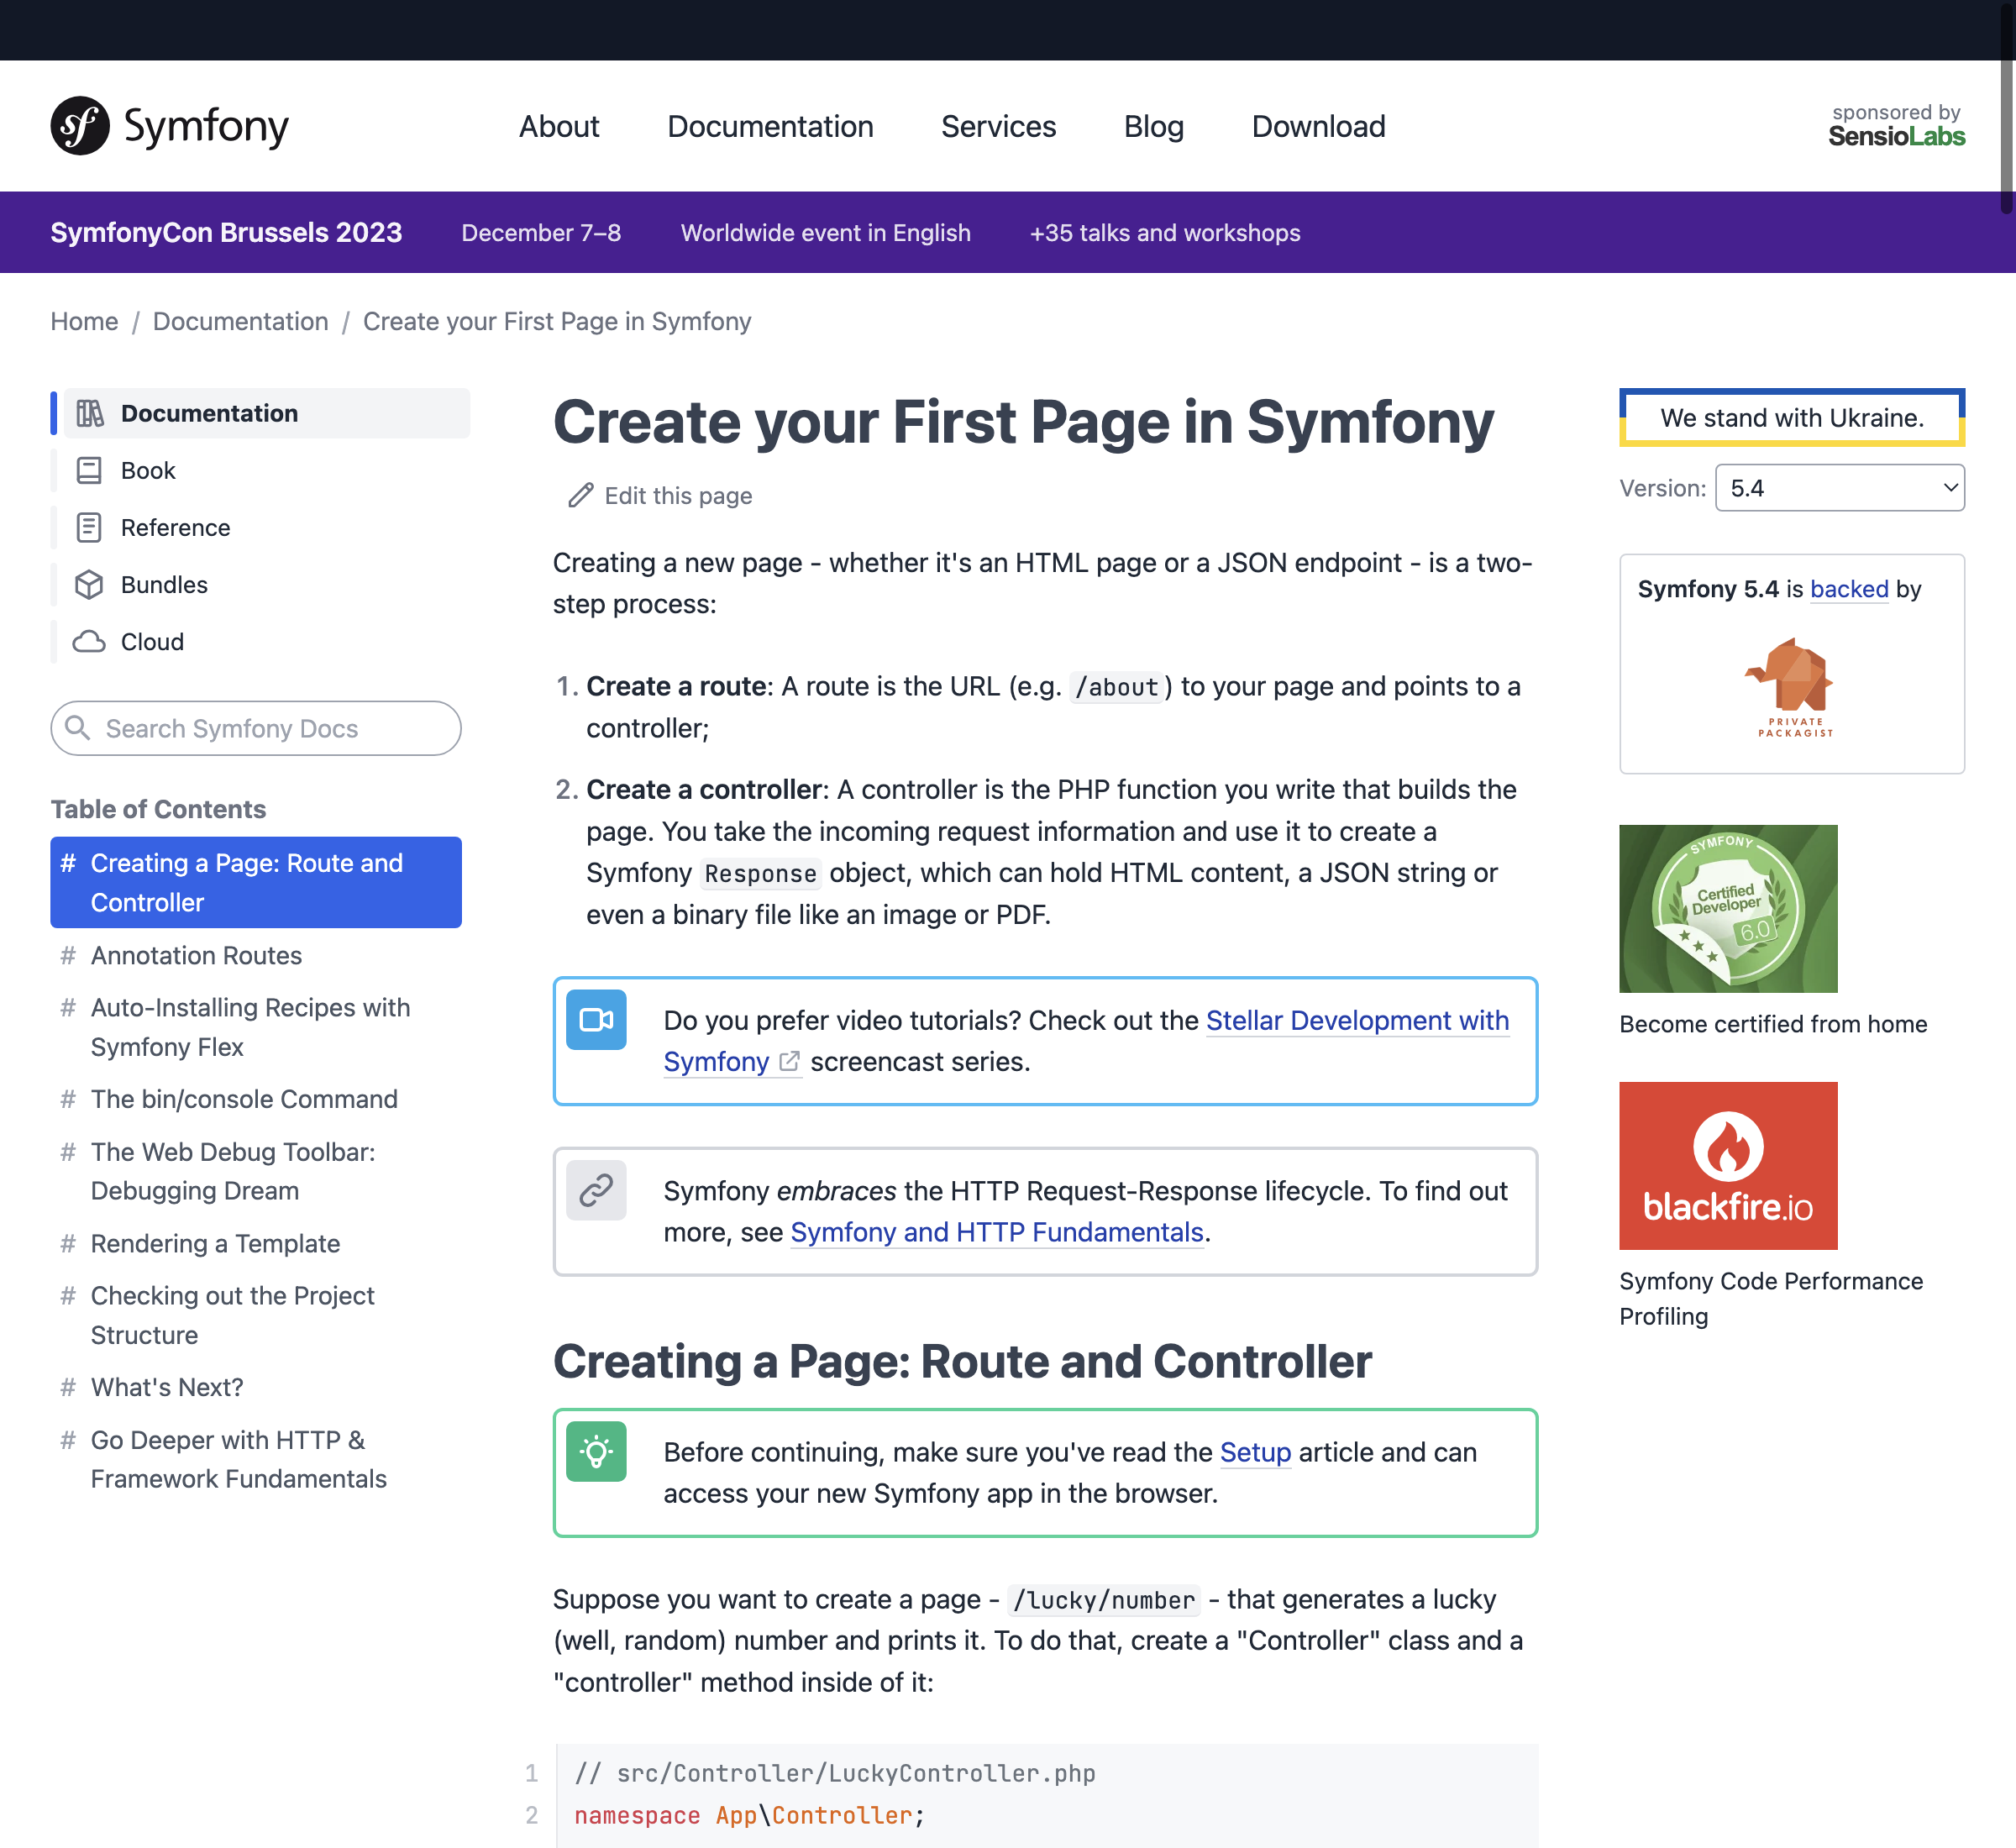 sf Symfony
About Documentation Services Blog Download
sponsored by
SensioLabs
SymfonyCon Brussels 2023 December 7–8 Worldwide event in English +35 talks and workshops
Home / Documentation / Create your First Page in Symfony
Documentation
Book
Reference
Bundles
Cloud
Search Symfony Docs
Table of Contents
# Creating a Page: Route and
Controller
# Annotation Routes
# Auto-Installing Recipes with
Symfony Flex
# The bin/console Command
# The Web Debug Toolbar:
Debugging Dream
# Rendering a Template
# Checking out the Project
Structure
# What's Next?
# Go Deeper with HTTP &
Framework Fundamentals
Create your First Page in Symfony
Edit this page
Creating a new page - whether it's an HTML page or a JSON endpoint - is a two-
step process:
1. Create a route: A route is the URL (e.g. /about) to your page and points to a
controller;
2. Create a controller: A controller is the PHP function you write that builds the
page. You take the incoming request information and use it to create a
Symfony Response object, which can hold HTML content, a JSON string or
even a binary file like an image or PDF.
Do you prefer video tutorials? Check out the Stellar Development with
Symfony screencast series.
Symfony embraces the HTTP Request-Response lifecycle. To find out
more, see Symfony and HTTP Fundamentals.
Creating a Page: Route and Controller
Before continuing, make sure you've read the Setup article and can
access your new Symfony app in the browser.
Suppose you want to create a page - /lucky/number - that generates a lucky
(well, random) number and prints it. To do that, create a "Controller" class and a
"controller" method inside of it:
1 // src/Controller/LuckyController.php
2 namespace App\Controller;
We stand with Ukraine.
Version: 5.4
Symfony 5.4 is backed by
PRIVATE
PACKAGIST
SYMFONY
Certified
Developer
6.0
Become certified from home
blackfire.io
Symfony Code Performance
Profiling